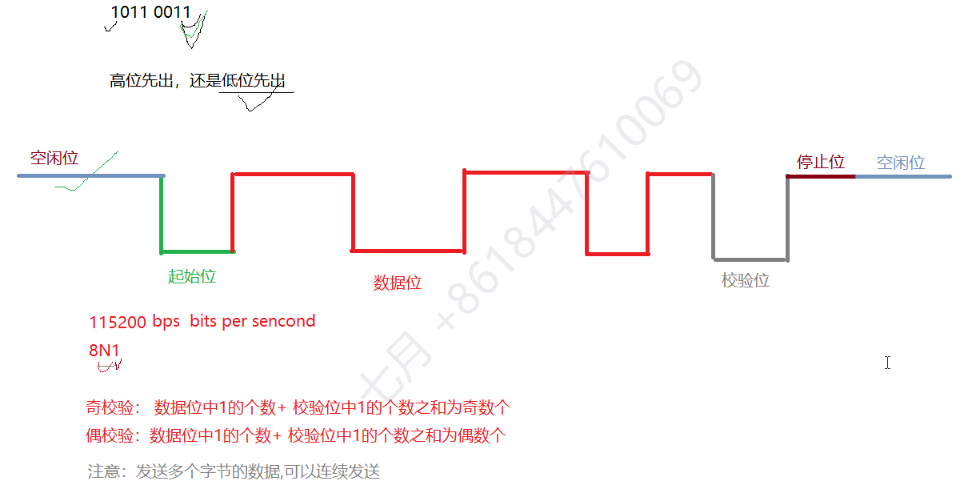 1011 0011
高位先出，还是低位先出
空闲位
停止位
空闲位
起始位
数据位
校验位
115200 bps  bits per sencond
8N1
奇校验： 数据位中1的个数+ 校验位中1的个数之和为奇数个
偶校验：数据位中1的个数+ 校验位中1的个数之和为偶数个
注意：发送多个字节的数据,可以连续发送
七月 +8618447610069